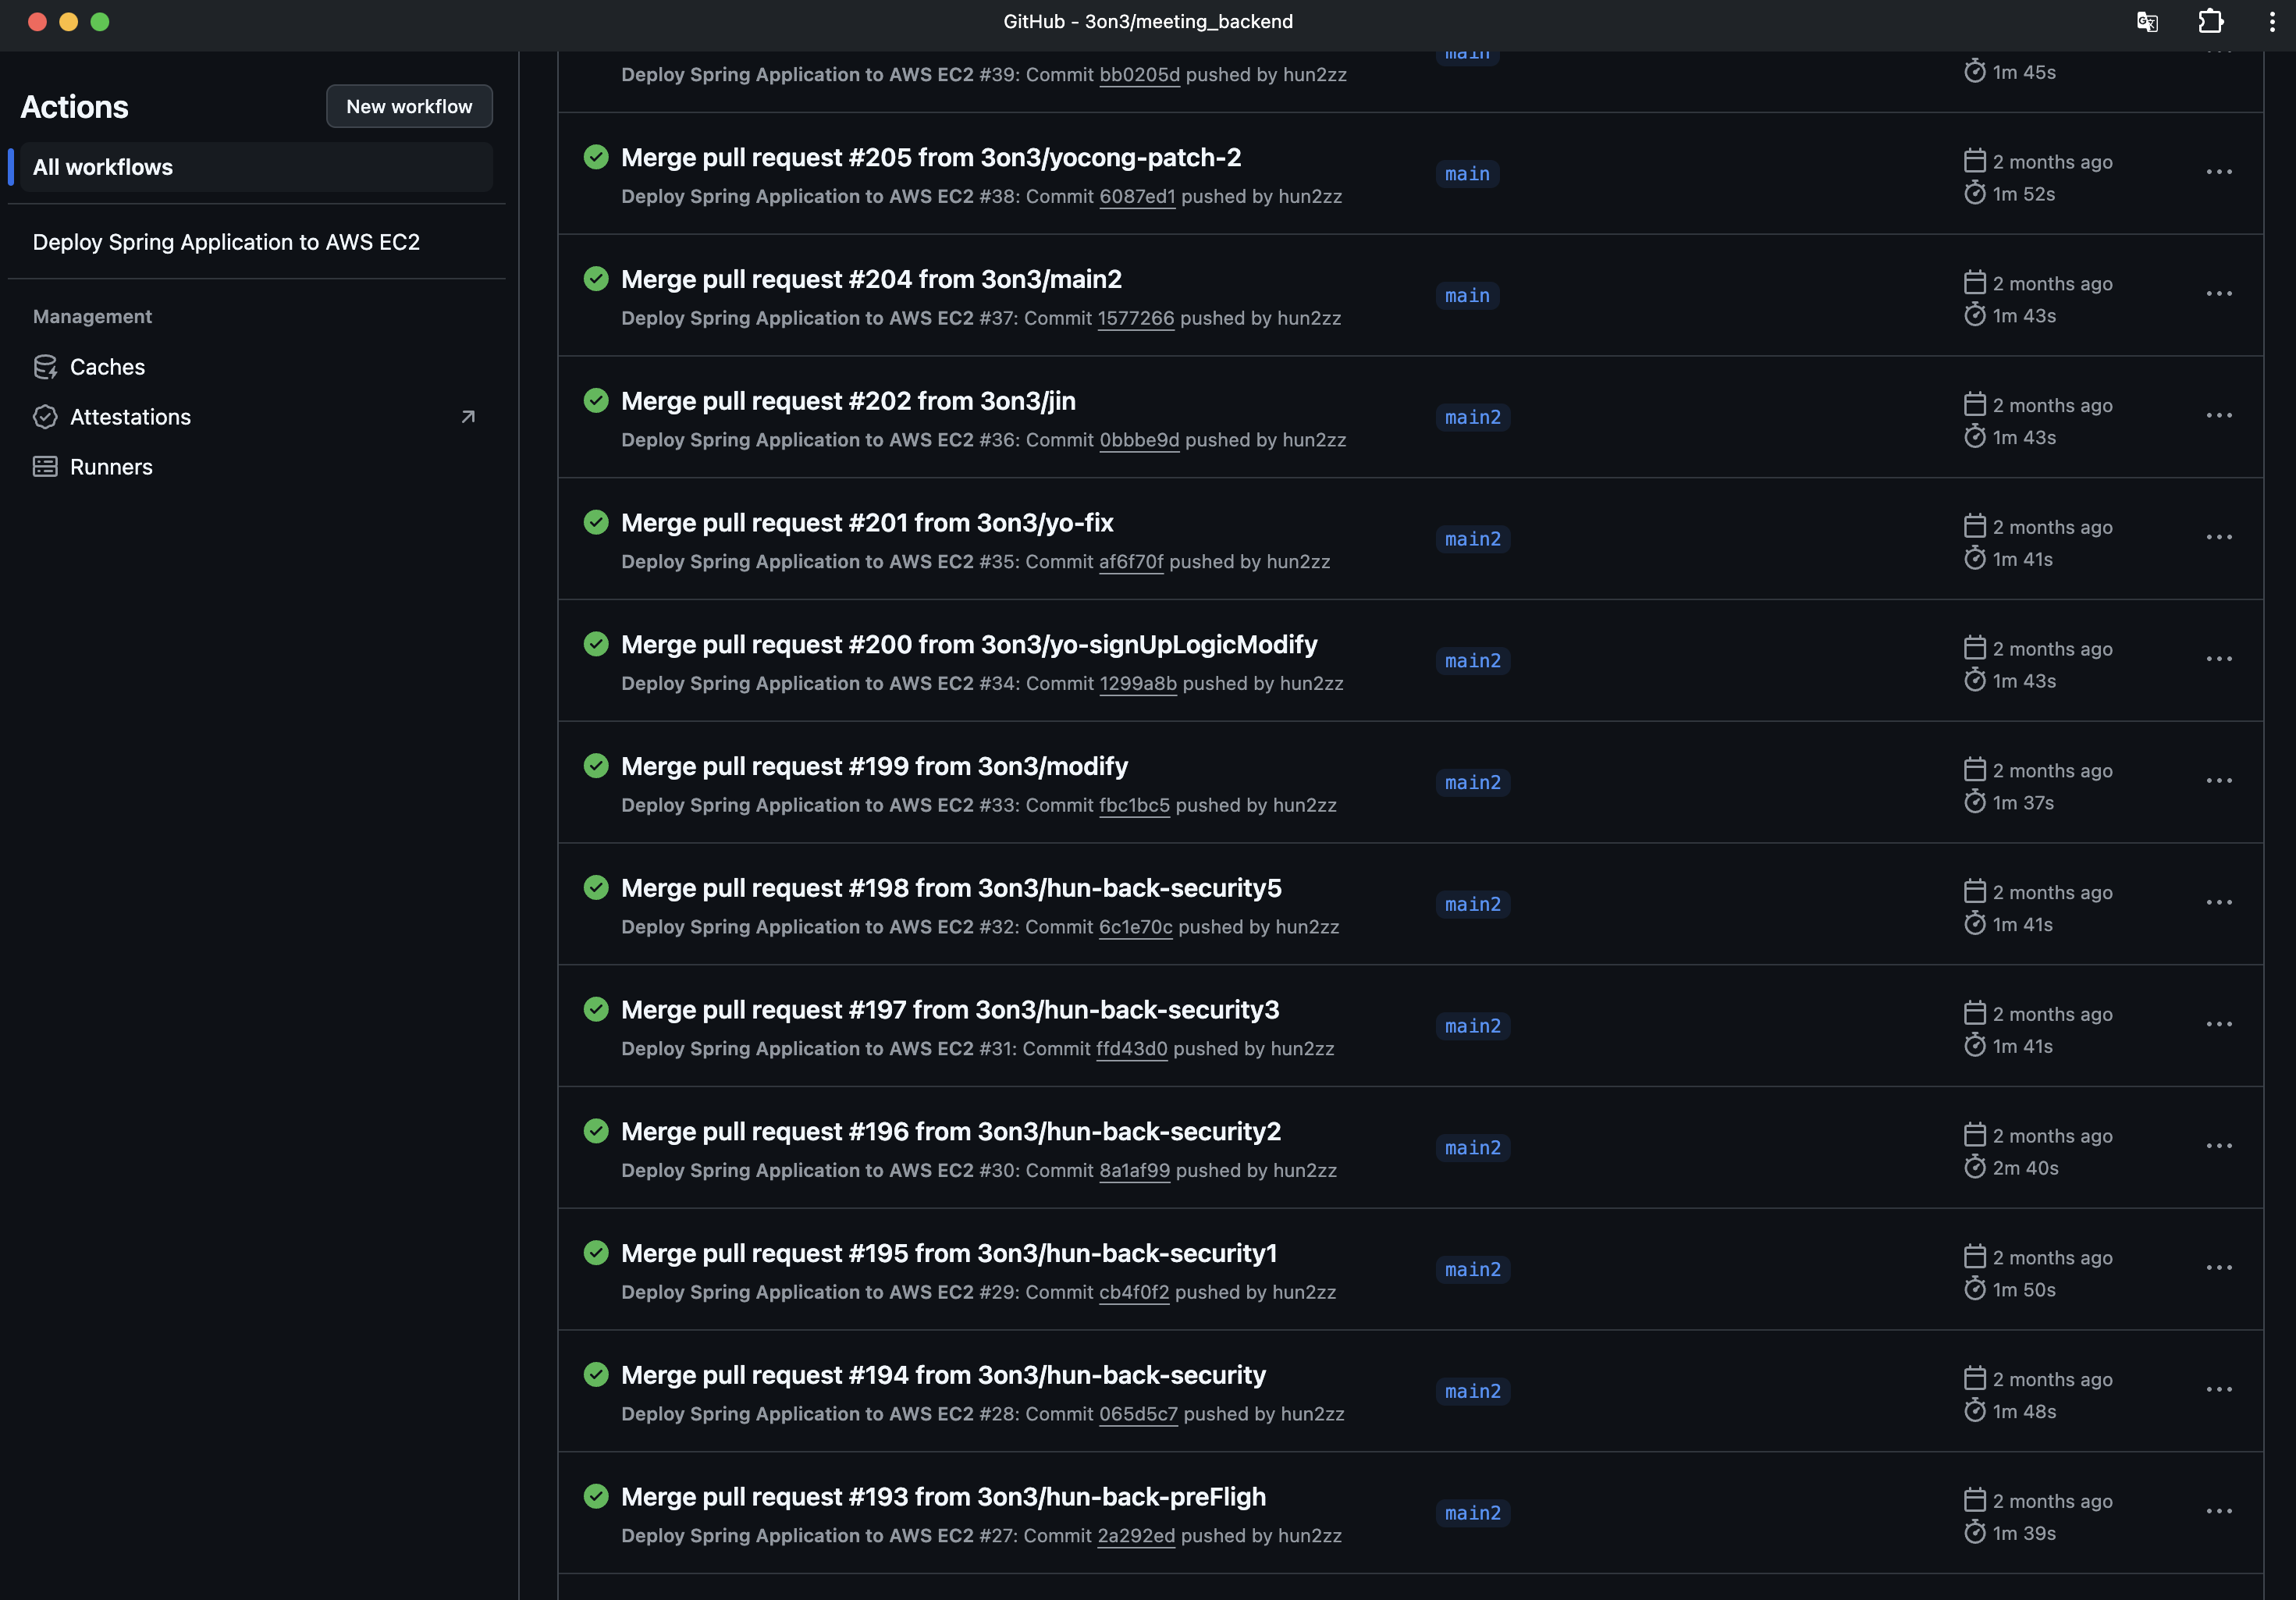 GitHub - 3on3/meeting_backend
Actions
New workflow
All workflows
Deploy Spring Application to AWS EC2
Management
Caches
Attestations
Runners
main
Deploy Spring Application to AWS EC2 #39: Commit bb0205d pushed by hun2zz
1m 45s
Merge pull request #205 from 3on3/yocong-patch-2
Deploy Spring Application to AWS EC2 #38: Commit 6087ed1 pushed by hun2zz
main
2 months ago
1m 52s
Merge pull request #204 from 3on3/main2
Deploy Spring Application to AWS EC2 #37: Commit 1577266 pushed by hun2zz
main
2 months ago
1m 43s
Merge pull request #202 from 3on3/jin
Deploy Spring Application to AWS EC2 #36: Commit 0bbbe9d pushed by hun2zz
main2
2 months ago
1m 43s
Merge pull request #201 from 3on3/yo-fix
Deploy Spring Application to AWS EC2 #35: Commit af6f70f pushed by hun2zz
main2
2 months ago
1m 41s
Merge pull request #200 from 3on3/yo-signUpLogicModify
Deploy Spring Application to AWS EC2 #34: Commit 1299a8b pushed by hun2zz
main2
2 months ago
1m 43s
Merge pull request #199 from 3on3/modify
Deploy Spring Application to AWS EC2 #33: Commit fbc1bc5 pushed by hun2zz
main2
2 months ago
1m 37s
Merge pull request #198 from 3on3/hun-back-security5
Deploy Spring Application to AWS EC2 #32: Commit 6c1e70c pushed by hun2zz
main2
2 months ago
1m 41s
Merge pull request #197 from 3on3/hun-back-security3
Deploy Spring Application to AWS EC2 #31: Commit ffd43d0 pushed by hun2zz
main2
2 months ago
1m 41s
Merge pull request #196 from 3on3/hun-back-security2
Deploy Spring Application to AWS EC2 #30: Commit 8a1af99 pushed by hun2zz
main2
2 months ago
2m 40s
Merge pull request #195 from 3on3/hun-back-security1
Deploy Spring Application to AWS EC2 #29: Commit cb4f0f2 pushed by hun2zz
main2
2 months ago
1m 50s
Merge pull request #194 from 3on3/hun-back-security
Deploy Spring Application to AWS EC2 #28: Commit 065d5c7 pushed by hun2zz
main2
2 months ago
1m 48s
Merge pull request #193 from 3on3/hun-back-preFligh
Deploy Spring Application to AWS EC2 #27: Commit 2a292ed pushed by hun2zz
main2
2 months ago
1m 39s